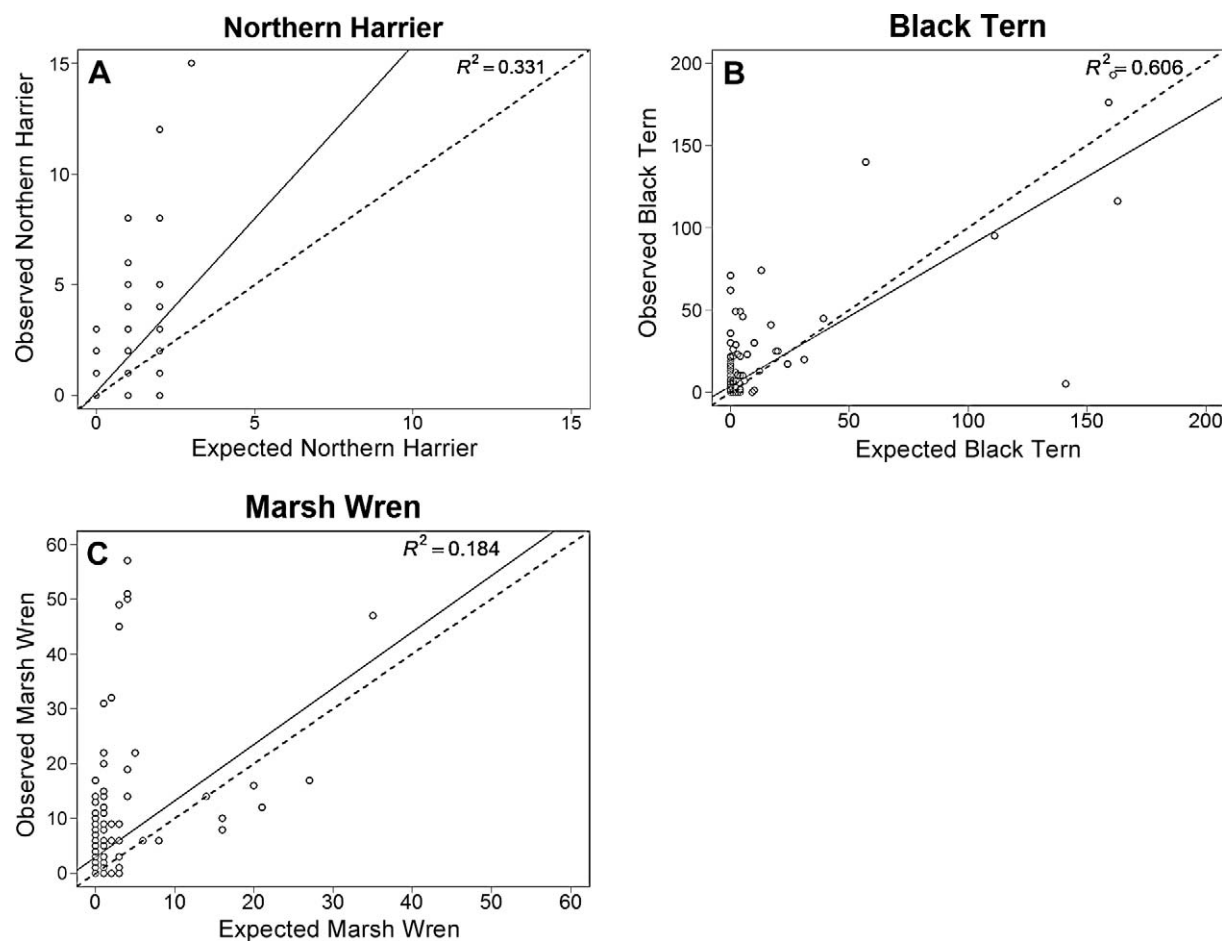 Northern Harrier
A
R² = 0.331
Observed Northern Harrier
15
10
5
0
0 5 10 15
Expected Northern Harrier
Black Tern
B
R² = 0.606
Observed Black Tern
200
150
100
50
0
0 50 100 150 200
Expected Black Tern
Marsh Wren
C
R² = 0.184
Observed Marsh Wren
60
50
40
30
20
10
0
0 10 20 30 40 50 60
Expected Marsh Wren